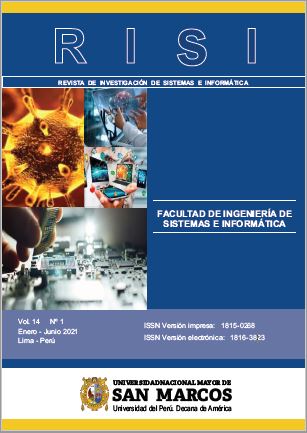 R I S I
REVISTA DE INVESTIGACIÓN DE SISTEMAS E INFORMÁTICA
FACULTAD DE INGENIERÍA DE
SISTEMAS E INFORMÁTICA
Vol. 14 Nº 1
Enero - Junio 2021
Lima - Perú
ISSN Versión impresa: 1815-0268
ISSN Versión electrónica: 1816-3823
UNIVERSIDAD NACIONAL MAYOR DE
SAN MARCOS
Universidad del Perú. Decana de América